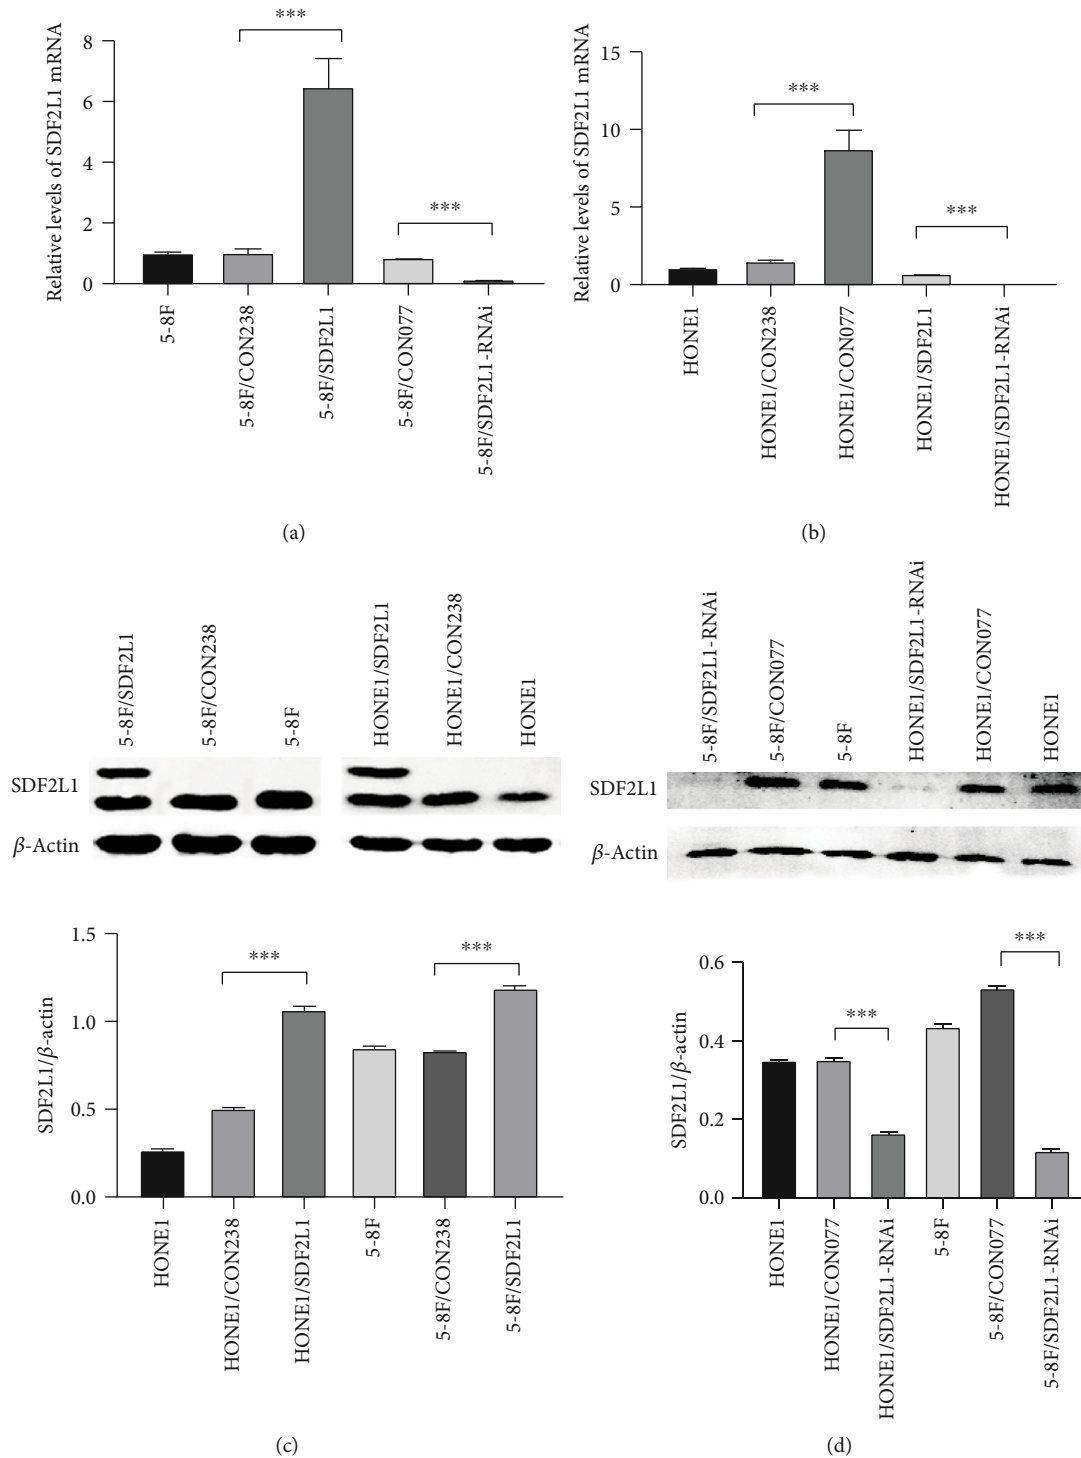 Relative levels of SDF2L1 mRNA
8
6
4
2
0
***
***
5-8F
5-8F/CON238
5-8F/SDF2L1
5-8F/CON077
5-8F/SDF2L1-RNAi
(a)
Relative levels of SDF2L1 mRNA
15
10
5
0
***
***
HONE1
HONE1/CON238
HONE1/CON077
HONE1/SDF2L1
HONE1/SDF2L1-RNAi
(b)
5-8F/SDF2L1
5-8F/CON238
5-8F
HONE1/SDF2L1
HONE1/CON238
HONE1
SDF2L1
β-Actin
SDF2L1/β-actin
1.5
1.0
0.5
0.0
***
***
HONE1
HONE1/CON238
HONE1/SDF2L1
5-8F
5-8F/CON238
5-8F/SDF2L1
(c)
5-8F/SDF2L1-RNAi
5-8F/CON077
5-8F
HONE1/SDF2L1-RNAi
HONE1/CON077
HONE1
SDF2L1
β-Actin
SDF2L1/β-actin
0.6
0.4
0.2
0.0
***
***
HONE1
HONE1/CON077
HONE1/SDF2L1-RNAi
5-8F
5-8F/CON077
5-8F/SDF2L1-RNAi
(d)